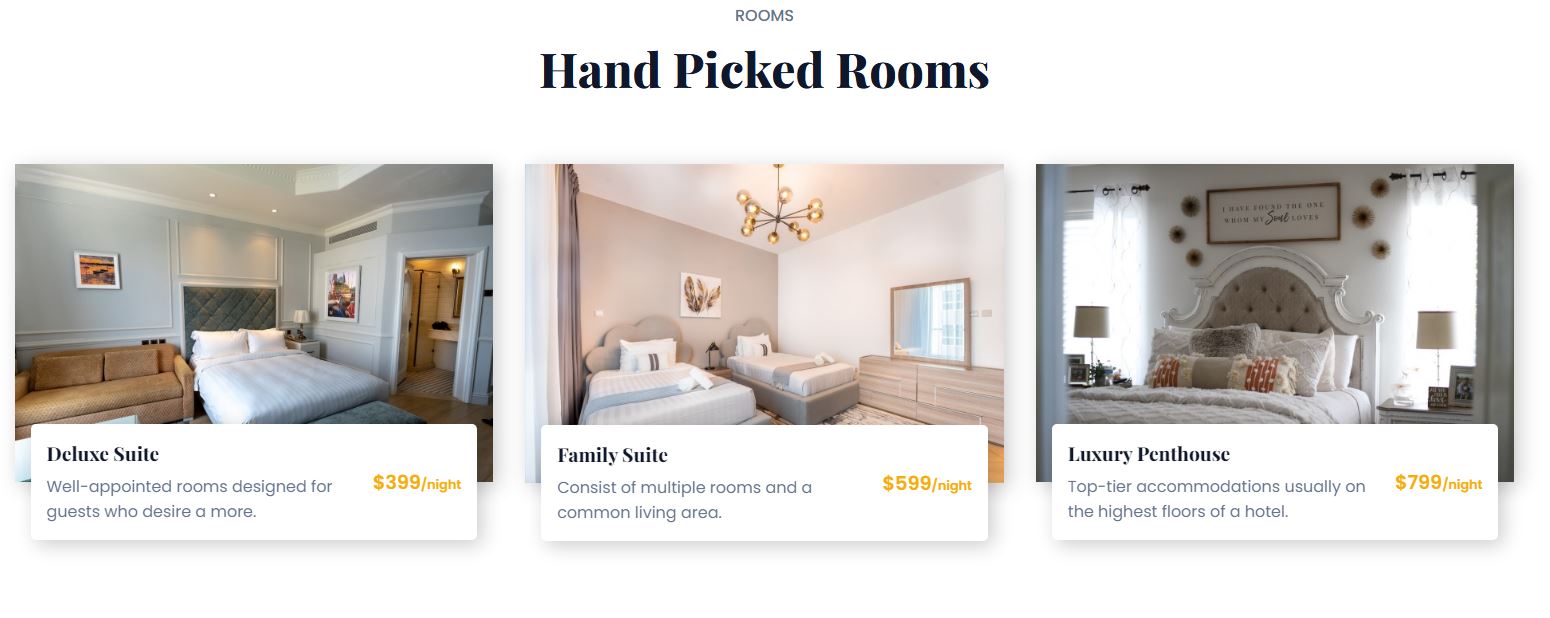 ROOMS
Hand Picked Rooms
I HAVE FOUND THE ONE
WHOM MY Soul LOVES
Deluxe Suite
Well-appointed rooms designed for
guests who desire a more.
$399/night
Family Suite
Consist of multiple rooms and a
common living area.
$599/night
Luxury Penthouse
Top-tier accommodations usually on
the highest floors of a hotel.
$799/night